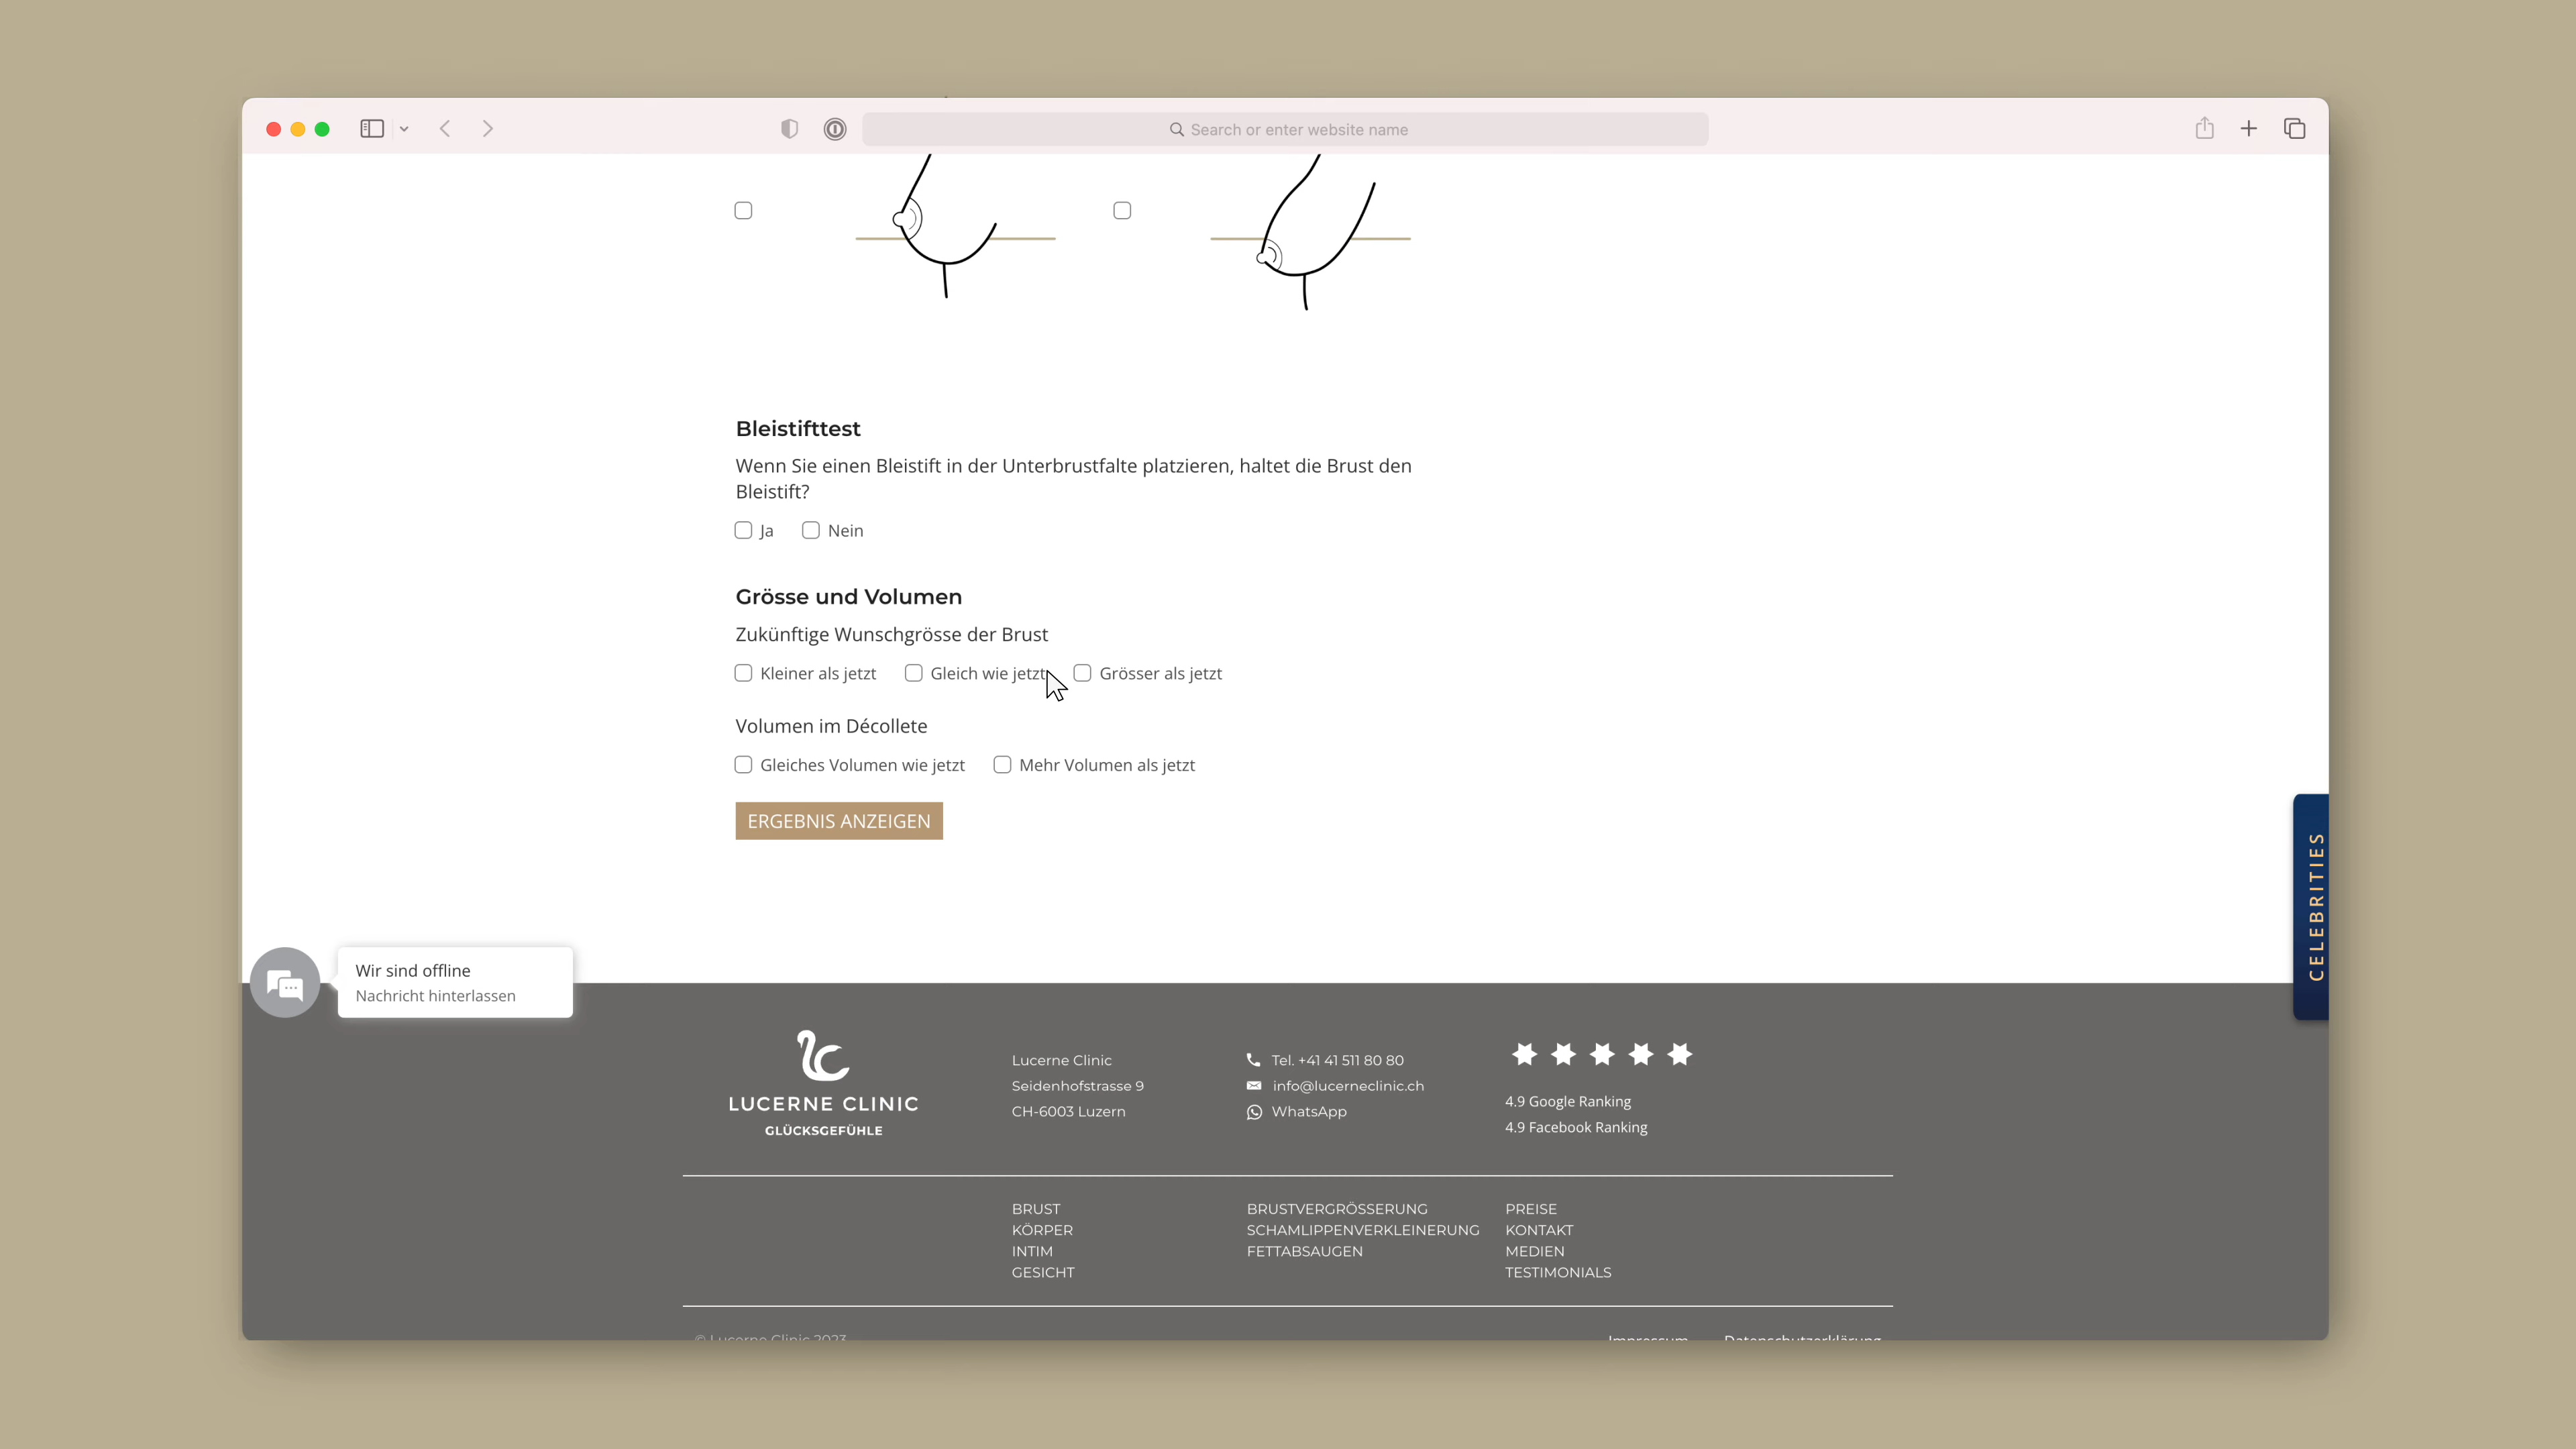 Search or enter website name
Bleistifttest
Wenn Sie einen Bleistift in der Unterbrustfalte platzieren, haltet die Brust den
Bleistift?
Ja Nein
Grösse und Volumen
Zukünftige Wunschgrösse der Brust
Kleiner als jetzt Gleich wie jetzt Grösser als jetzt
Volumen im Décollete
Gleiches Volumen wie jetzt Mehr Volumen als jetzt
ERGEBNIS ANZEIGEN
CELEBRITIES
Wir sind offline
Nachricht hinterlassen
LUCERNE CLINIC
GLÜCKSGEFÜHLE
Lucerne Clinic
Seidenhofstrasse 9
CH-6003 Luzern
Tel. +41 41 511 80 80
info@lucerneclinic.ch
WhatsApp
4.9 Google Ranking
4.9 Facebook Ranking
BRUST
KÖRPER
INTIM
GESICHT
BRUSTVERGRÖSSERUNG
SCHAMLIPPENVERKLEINERUNG
FETTABSAUGEN
PREISE
KONTAKT
MEDIEN
TESTIMONIALS
© Lucerne Clinic 2023
Impressum Datenschutzerklärung